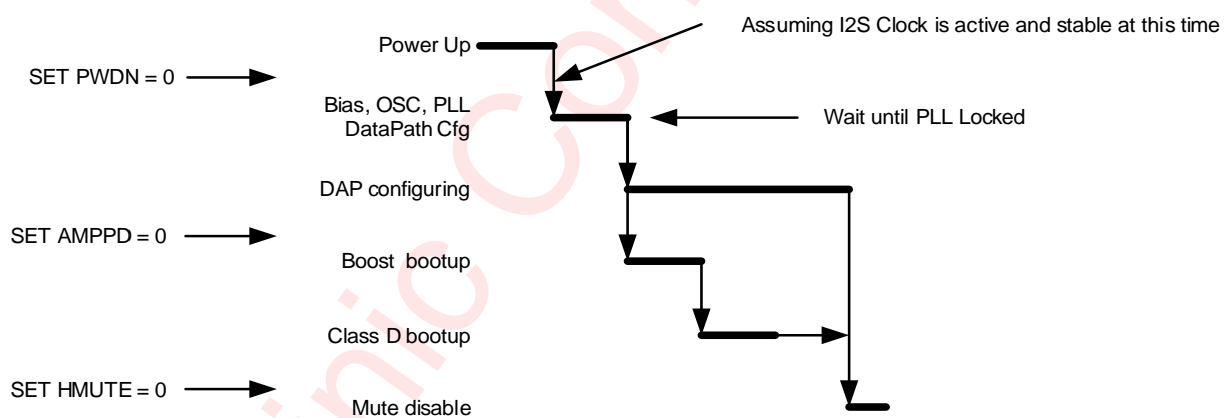 Assuming I2S Clock is active and stable at this time
Power Up
SET PWDN = 0
Bias, OSC, PLL
DataPath Cfg
Wait until PLL Locked
DAP configuring
SET AMPPD = 0
Boost bootup
Class D bootup
SET HMUTE = 0
Mute disable